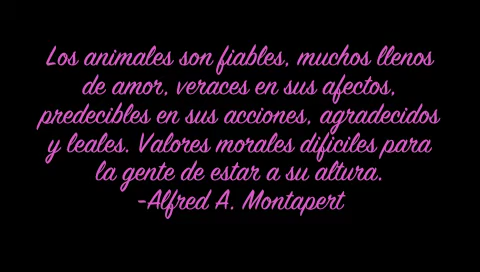 Los animales son fiables, muchos llenos
de amor, veraces en sus afectos,
predecibles en sus acciones, agradecidos
y leales. Valores morales dificiles para
la gente de estar a su altura.
-Alfred A. Montapert